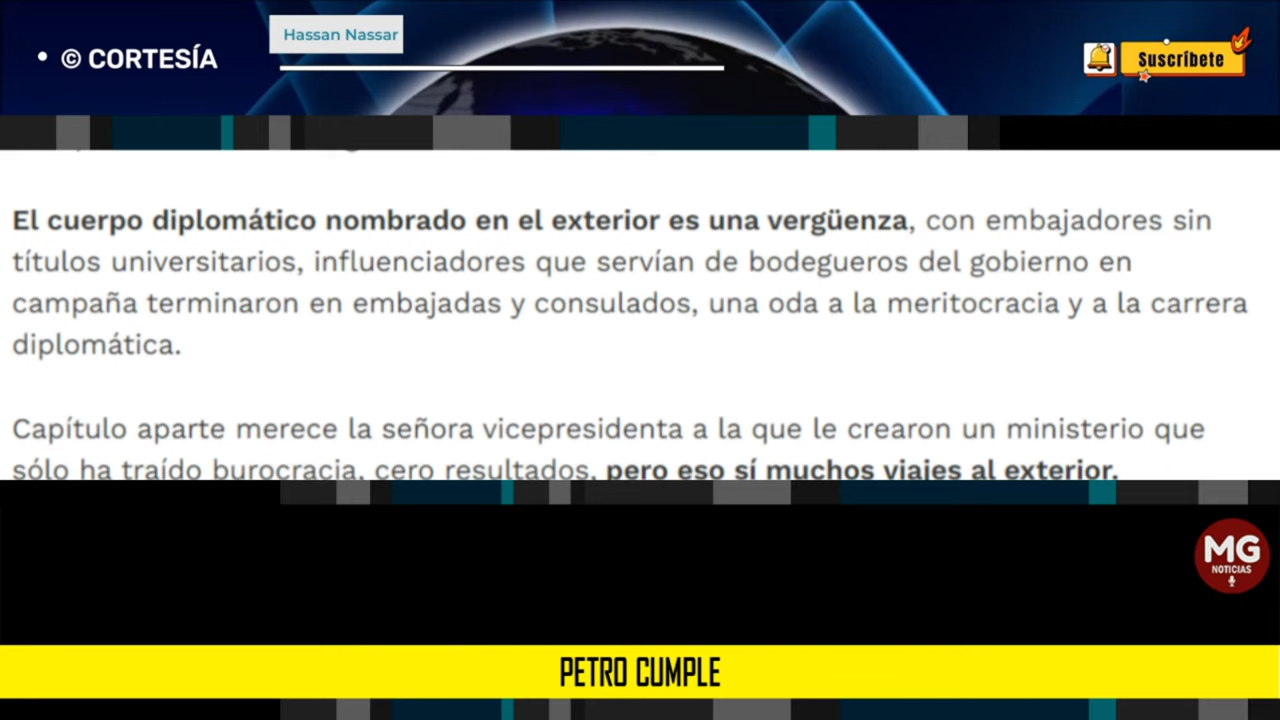 • © CORTESÍA
Hassan Nassar
Suscríbete
El cuerpo diplomático nombrado en el exterior es una vergüenza, con embajadores sin
títulos universitarios, influenciadores que servían de bodegueros del gobierno en
campaña terminaron en embajadas y consulados, una oda a la meritocracia y a la carrera
diplomática.
Capítulo aparte merece la señora vicepresidenta a la que le crearon un ministerio que
sólo ha traído burocracia, cero resultados, pero eso sí muchos viajes al exterior.
MG
NOTICIAS
PETRO CUMPLE